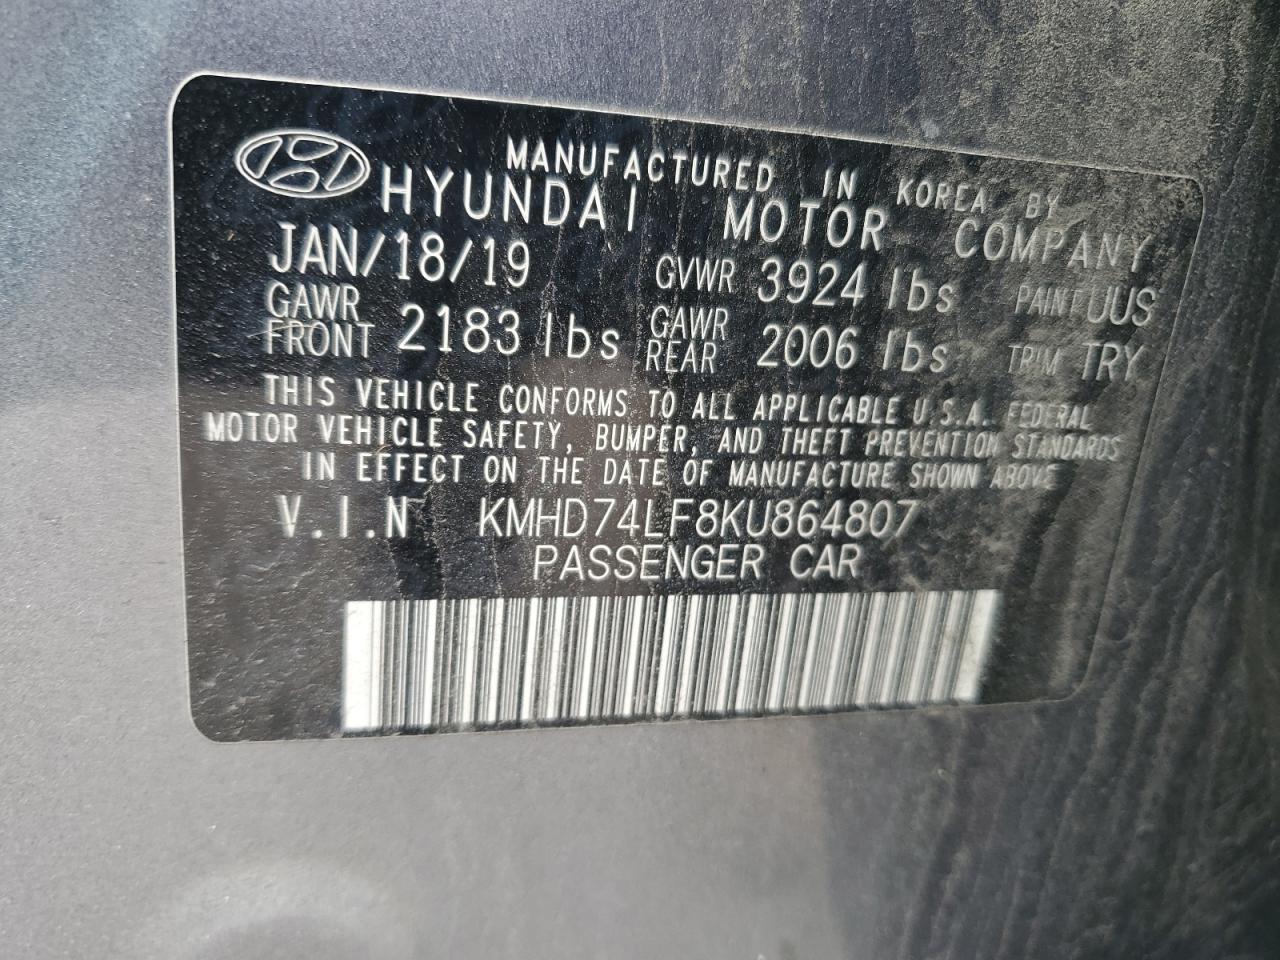 MANUFACTURED IN KOREA BY
HYUNDAI MOTOR COMPANY
JAN/18/19 GVWR 3924 lbs PAINT UUS
GAWR FRONT 2183 lbs GAWR REAR 2006 lbs TRIM TRY
THIS VEHICLE CONFORMS TO ALL APPLICABLE U.S.A. FEDERAL
MOTOR VEHICLE SAFETY, BUMPER, AND THEFT PREVENTION STANDARDS
IN EFFECT ON THE DATE OF MANUFACTURE SHOWN ABOVE
V.I.N KMHD74LF8KU864807
PASSENGER CAR